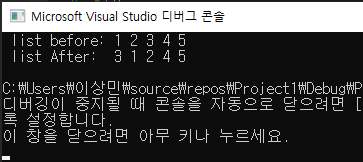 Microsoft Visual Studio 디버그 콘솔
list before: 1 2 3 4 5
list After:  3 1 2 4 5
C:₩Users₩이상민₩source₩repos₩Project1₩Debug₩P
디버깅이 중지될 때 콘솔을 자동으로 닫으려면 [
록 설정합니다.
이 창을 닫으려면 아무 키나 누르세요.